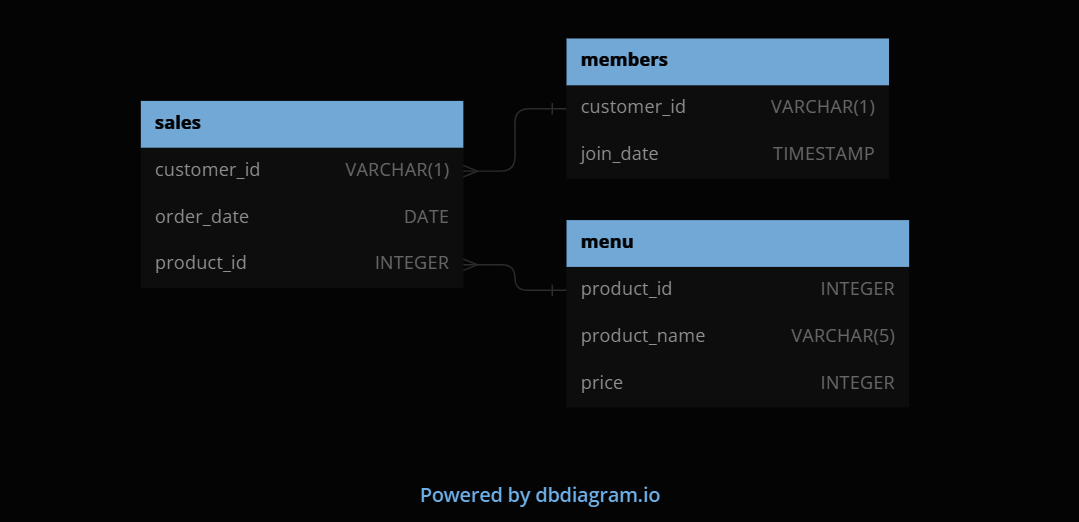 sales
customer_id VARCHAR(1)
order_date DATE
product_id INTEGER
members
customer_id VARCHAR(1)
join_date TIMESTAMP
menu
product_id INTEGER
product_name VARCHAR(5)
price INTEGER
Powered by dbdiagram.io